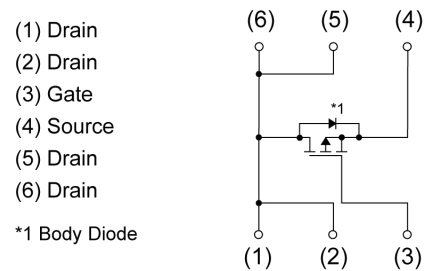 (1) Drain
(2) Drain
(3) Gate
(4) Source
(5) Drain
(6) Drain
*1 Body Diode
(6) (5) (4)
*1
(1) (2) (3)